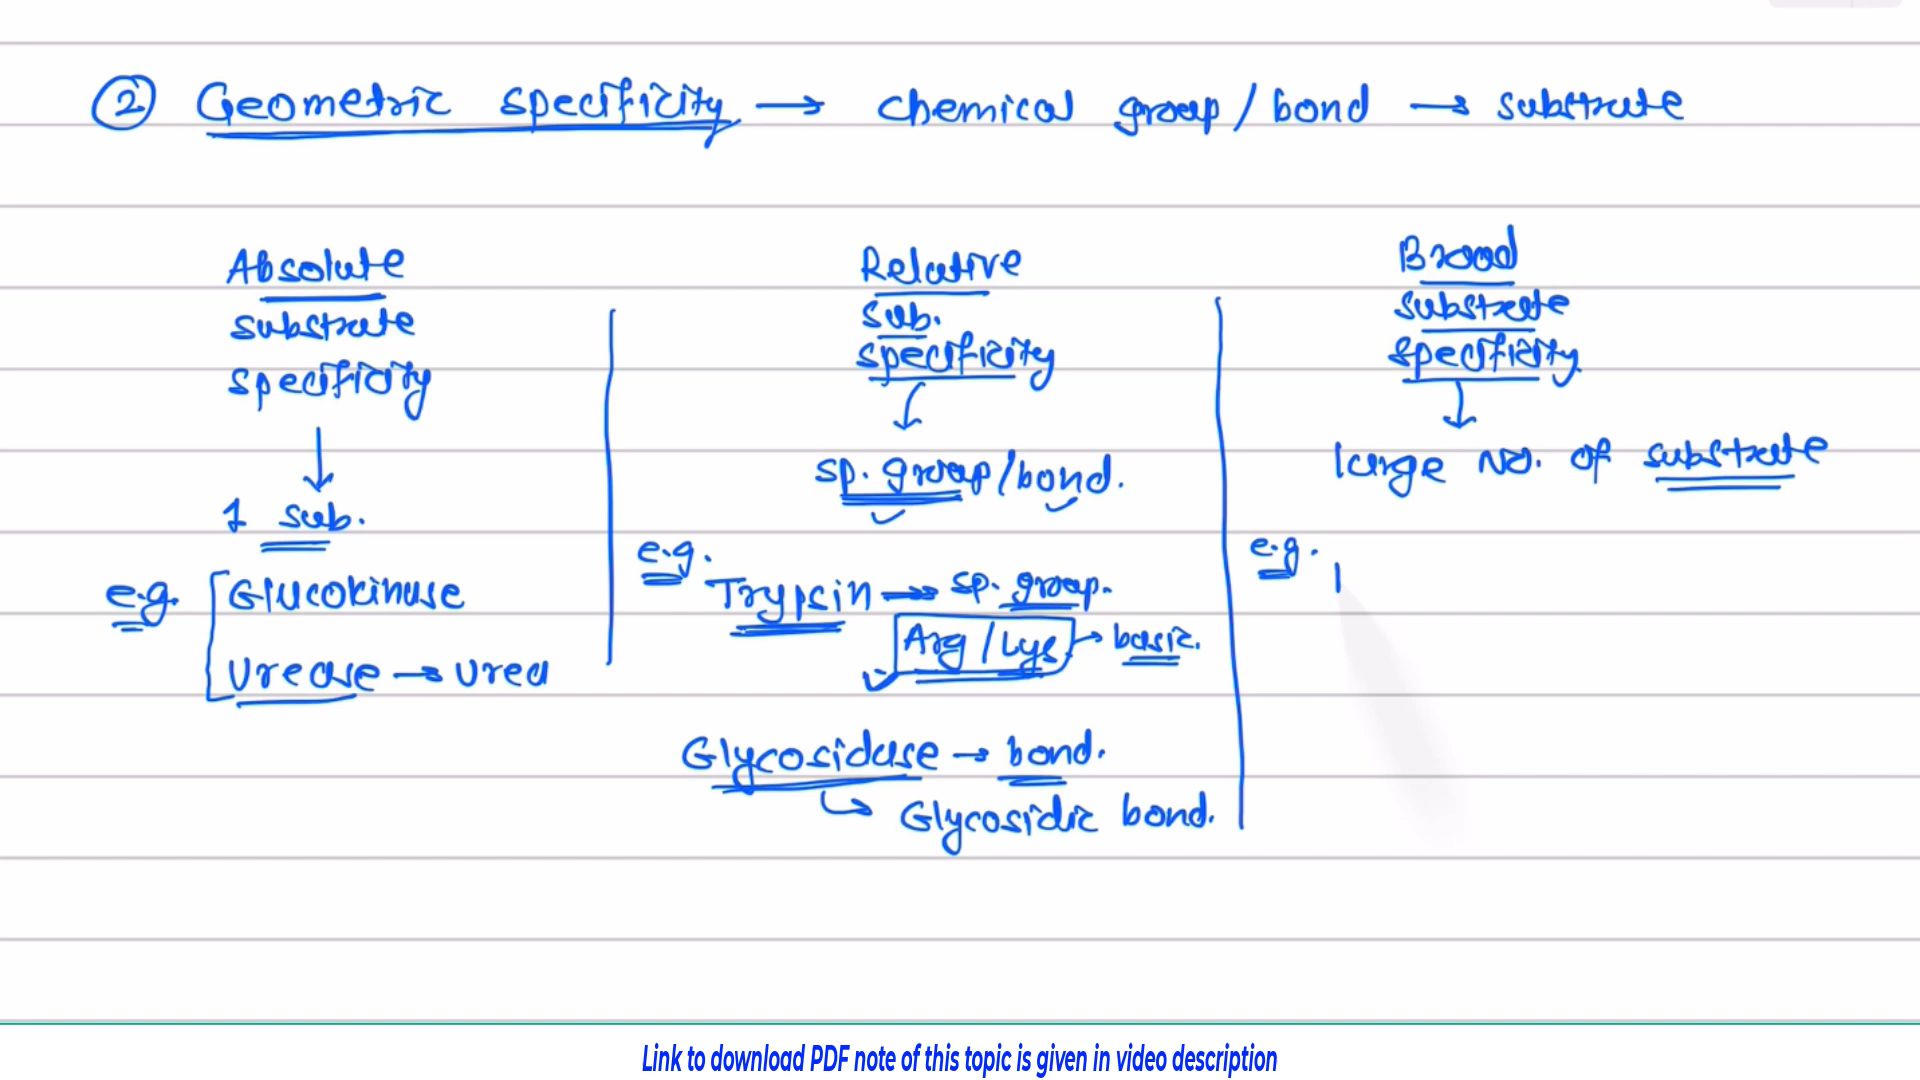 ② Geometric specificity → chemical group / bond → substrate
Absolute
substrate
specificity
↓
1 sub.
e.g. Glucokinase
Urease → Urea
Relative
sub.
specificity
↓
sp. group/bond.
e.g.
Trypsin → sp. group.
Arg / Lys → basic.
Glycosidase → bond.
↳ Glycosidic bond.
Broad
substrate
specificity
↓
large No. of substrate
e.g.
Link to download PDF note of this topic is given in video description